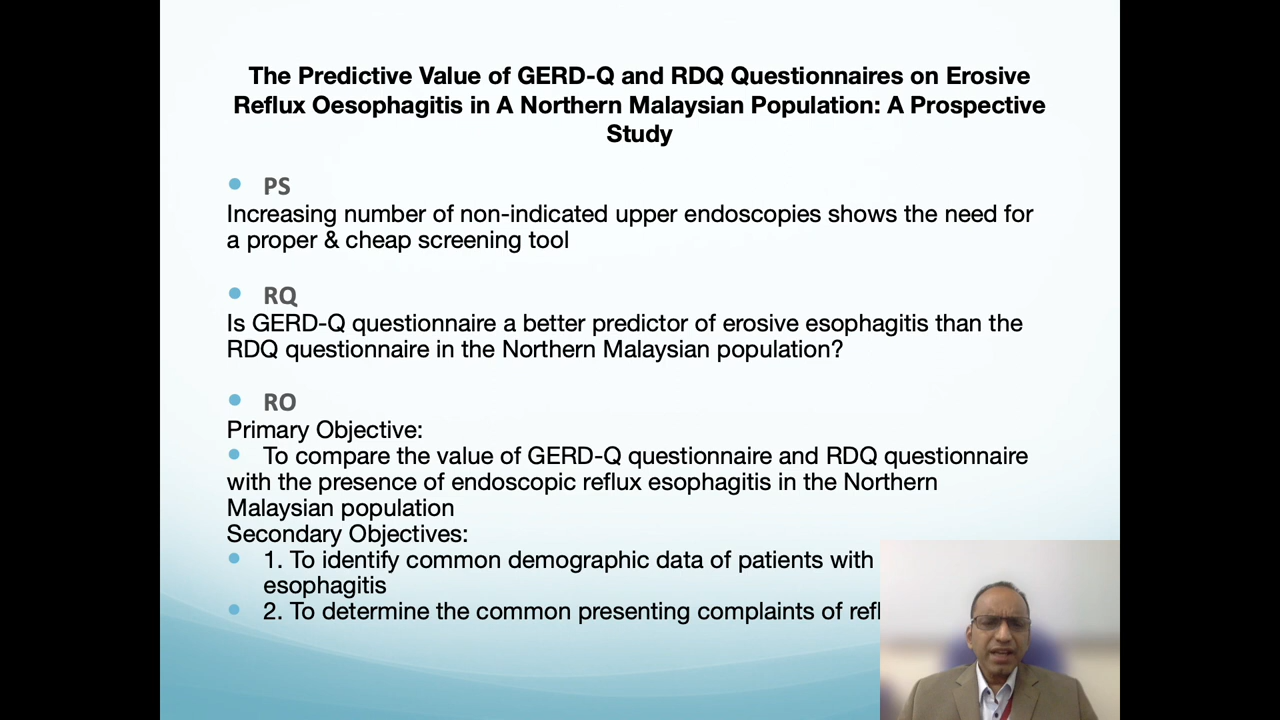 The Predictive Value of GERD-Q and RDQ Questionnaires on Erosive
Reflux Oesophagitis in A Northern Malaysian Population: A Prospective
Study
• PS
Increasing number of non-indicated upper endoscopies shows the need for
a proper & cheap screening tool
• RQ
Is GERD-Q questionnaire a better predictor of erosive esophagitis than the
RDQ questionnaire in the Northern Malaysian population?
• RO
Primary Objective:
• To compare the value of GERD-Q questionnaire and RDQ questionnaire
with the presence of endoscopic reflux esophagitis in the Northern
Malaysian population
Secondary Objectives:
• 1. To identify common demographic data of patients with
esophagitis
• 2. To determine the common presenting complaints of